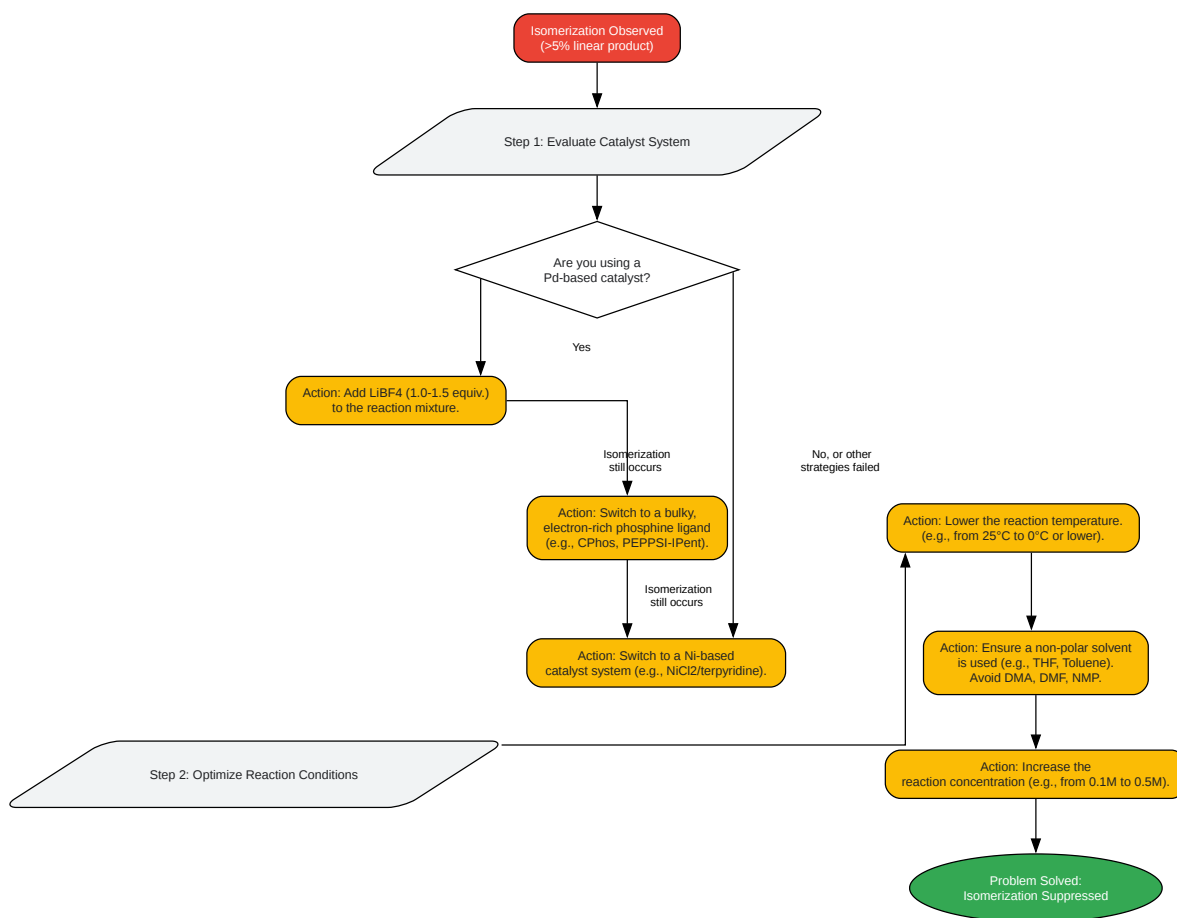 Isomerization Observed
(>5% linear product)
Step 1: Evaluate Catalyst System
Are you using a
Pd-based catalyst?
Yes
Action: Add LiBF4 (1.0-1.5 equiv.)
to the reaction mixture.
Isomerization
still occurs
No, or other
strategies failed
Action: Switch to a bulky,
electron-rich phosphine ligand
(e.g., CPhos, PEPPSI-IPent).
Action: Lower the reaction temperature.
(e.g., from 25°C to 0°C or lower).
Isomerization
still occurs
Action: Switch to a Ni-based
catalyst system (e.g., NiCl2/terpyridine).
Action: Ensure a non-polar solvent
is used (e.g., THF, Toluene).
Avoid DMA, DMF, NMP.
Step 2: Optimize Reaction Conditions
Action: Increase the
reaction concentration (e.g., from 0.1M to 0.5M).
Problem Solved:
Isomerization Suppressed